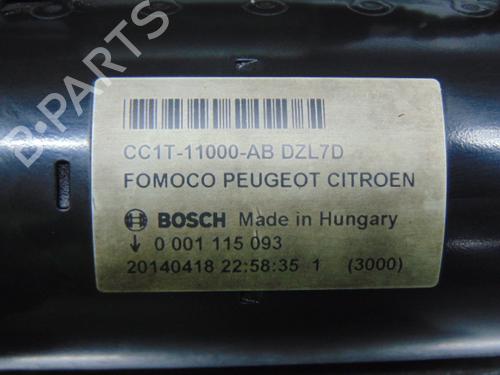 B-PARTS
CC1T-11000-AB DZL7D
FOMOCO PEUGEOT CITROEN
BOSCH Made in Hungary
↓ 0 001 115 093
20140418 22:58:35 1 (3000)